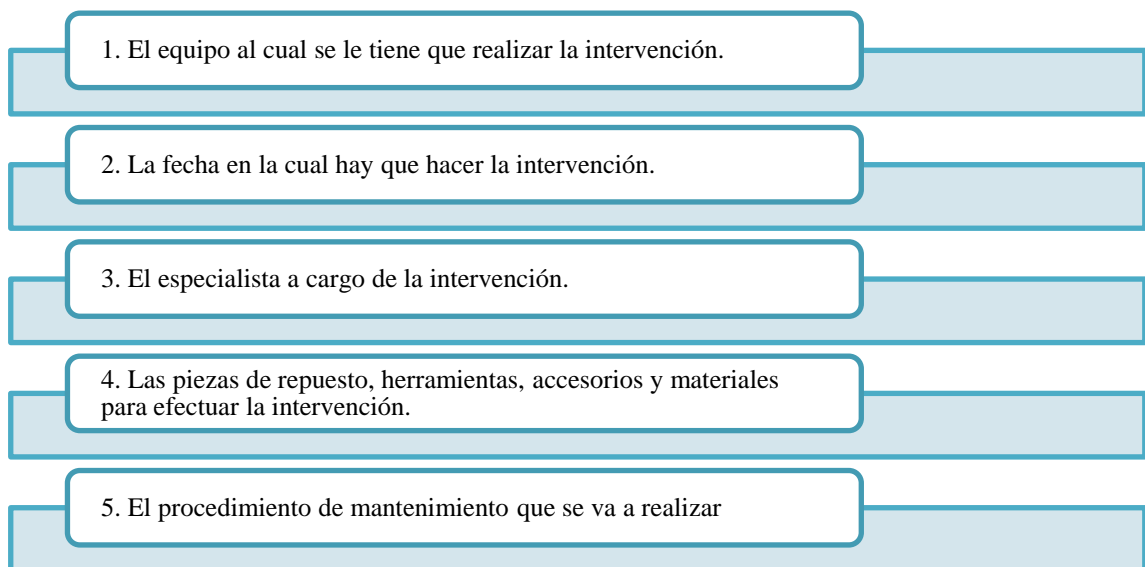 1. El equipo al cual se le tiene que realizar la intervención.
2. La fecha en la cual hay que hacer la intervención.
3. El especialista a cargo de la intervención.
4. Las piezas de repuesto, herramientas, accesorios y materiales
para efectuar la intervención.
5. El procedimiento de mantenimiento que se va a realizar